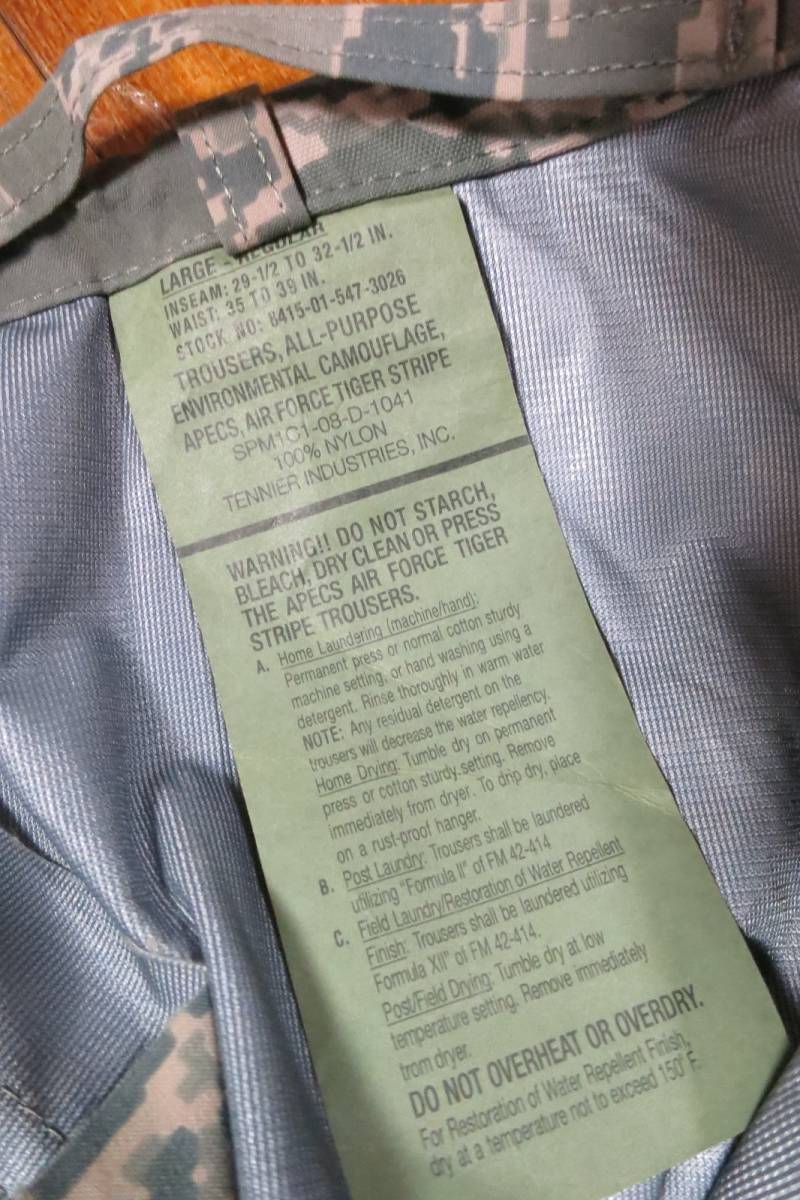 LARGE - REGULAR
INSEAM: 29-1/2 TO 32-1/2 IN.
WAIST: 35 TO 39 IN.
STOCK NO: 8415-01-547-3026
TROUSERS, ALL-PURPOSE
ENVIRONMENTAL CAMOUFLAGE,
APECS, AIR FORCE TIGER STRIPE
SPM1C1-08-D-1041
100% NYLON
TENNIER INDUSTRIES, INC.
WARNING!! DO NOT STARCH,
BLEACH, DRY CLEAN OR PRESS
THE APECS AIR FORCE TIGER
STRIPE TROUSERS.
A. Home Laundering (machine/hand):
Permanent press or normal cotton sturdy
machine setting, or hand washing using a
detergent. Rinse thoroughly in warm water
NOTE: Any residual detergent on the
trousers will decrease the water repellency.
Home Drying: Tumble dry on permanent
press or cotton sturdy setting. Remove
immediately from dryer. To drip dry, place
on a rust-proof hanger.
B. Post Laundry: Trousers shall be laundered
utilizing "Formula II" of FM 42-414
C. Field Laundry/Restoration of Water Repellent
Finish: Trousers shall be laundered utilizing
Formula XII" of FM 42-414.
Post/Field Drying: Tumble dry at low
temperature setting. Remove immediately
from dryer.
DO NOT OVERHEAT OR OVERDRY.
For Restoration of Water Repellent Finish,
dry at a temperature not to exceed 150° F.